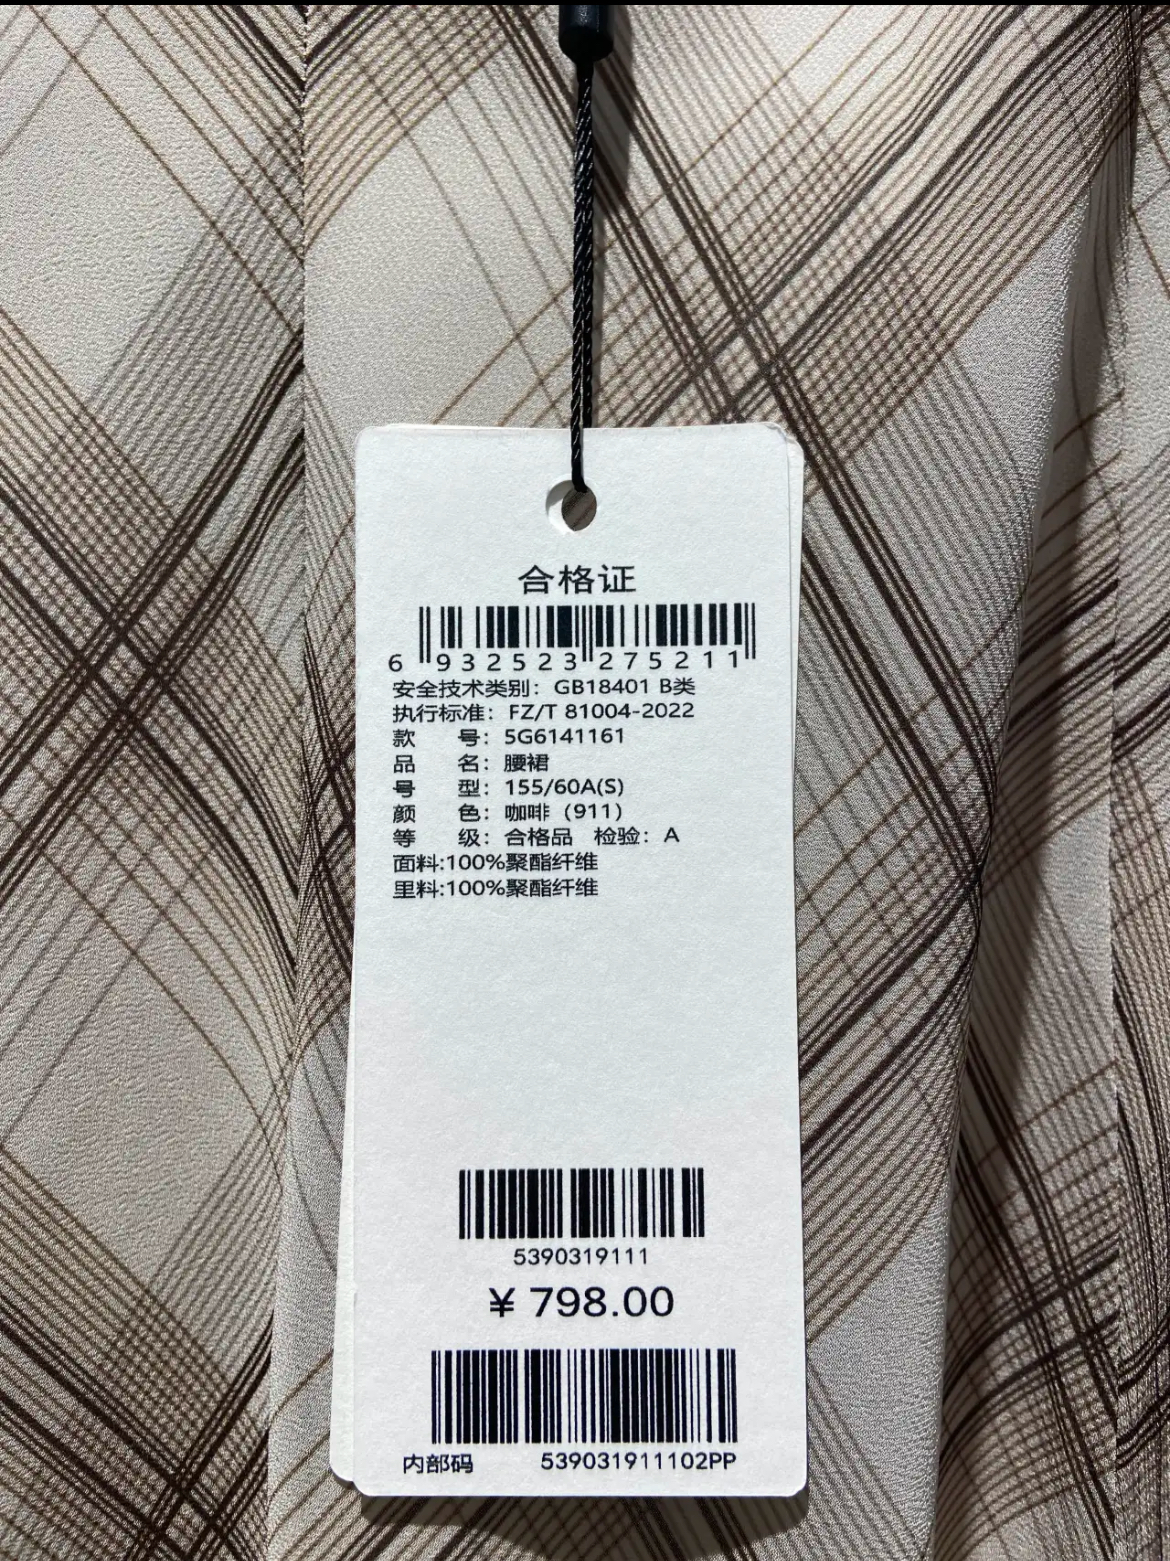 合格证
6 932523 275211
安全技术类别：GB18401 B类
执行标准：FZ/T 81004-2022
款 号：5G6141161
品 名：腰裙
号 型：155/60A(S)
颜 色：咖啡（911）
等 级：合格品 检验：A
面料:100%聚酯纤维
里料:100%聚酯纤维
5390319111
¥ 798.00
内部码 539031911102PP